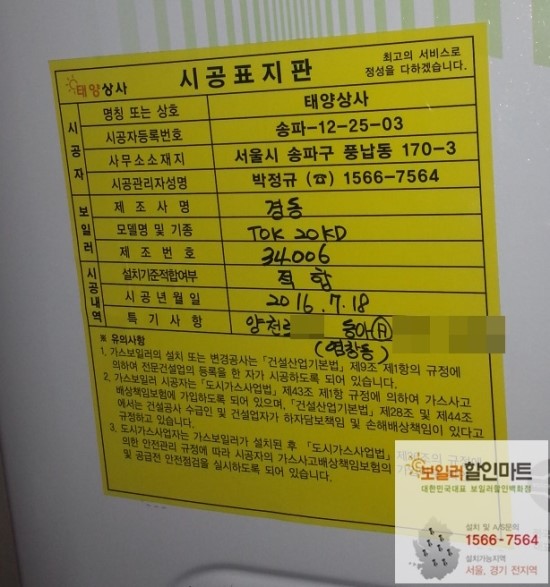 태양상사 시공표지판 최고의 서비스로
정성을 다하겠습니다.
시공자
명칭 또는 상호 태양상사
시공자등록번호 송파-12-25-03
사무소소재지 서울시 송파구 풍납동 170-3
시공관리자성명 박정규 (☎) 1566-7564
보일러
제조사명 경동
모델명 및 기종 TOK 20KD
제조번호 34006
시공내역
설치기준적합여부 적합
시공년월일 2016.7.18
특기사항 양천 동아(A)
※ 유의사항
1. 가스보일러의 설치 또는 변경공사는 「건설산업기본법」 제9조 제1항의 규정에
의하여 전문건설업의 등록을 한 자가 시공하도록 되어 있습니다.
2. 가스보일러 시공자는 「도시가스사업법」 제43조 제1항 규정에 의하여 가스사고
배상책임보험에 가입하도록 되어 있으며, 「건설산업기본법」 제28조 및 제44조
에서는 건설공사 수급인 및 건설업자가 하자담보책임 및 손해배상책임이 있다고
규정하고 있습니다.
3. 도시가스사업자는 가스보일러가 설치된 후 「도시가스사업법」
의한 안전관리 규정에 따라 시공자의 가스사고배상책임보험의
및 공급전 안전점검을 실시하도록 되어 있습니다.
보일러할인마트
대한민국대표 보일러할인백화점
설치 및 A/S문의
1566-7564
설치가능지역
서울, 경기 전지역